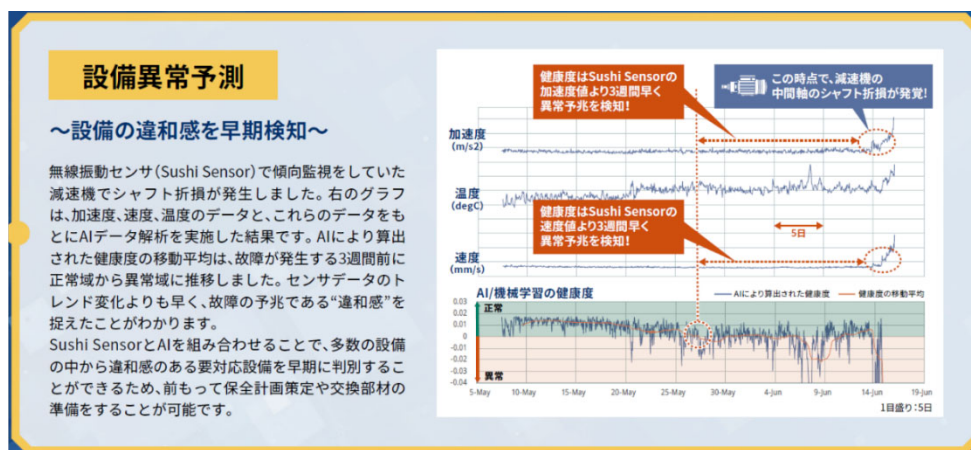 設備異常予測
～設備の違和感を早期検知～
無線振動センサ(Sushi Sensor)で傾向監視をしていた
減速機でシャフト折損が発生しました。右のグラフ
は、加速度、速度、温度のデータと、これらのデータをも
とにAIデータ解析を実施した結果です。AIにより算出
された健康度の移動平均は、故障が発生する3週間前に
正常域から異常域に推移しました。センサデータのト
レンド変化よりも早く、故障の予兆である“違和感”を
捉えたことがわかります。
Sushi SensorとAIを組み合わせることで、多数の設備
の中から違和感のある要対応設備を早期に判別するこ
とができるため、前もって保全計画策定や交換部材の
準備をすることが可能です。
健康度はSushi Sensorの
加速度値より3週間早く
異常予兆を検知!
この時点で、減速機の
中間軸のシャフト折損が発覚!
加速度
(m/s2)
温度
(degC)
健康度はSushi Sensorの
速度値より3週間早く
異常予兆を検知!
5日
速度
(mm/s)
AI/機械学習の健康度
AIにより算出された健康度
健康度の移動平均
0.03
0.02
0.01
0
-0.01
-0.02
-0.03
-0.04
正常
異常
5-May
10-May
15-May
20-May
25-May
30-May
4-Jun
9-Jun
14-Jun
19-Jun
1目盛り:5日